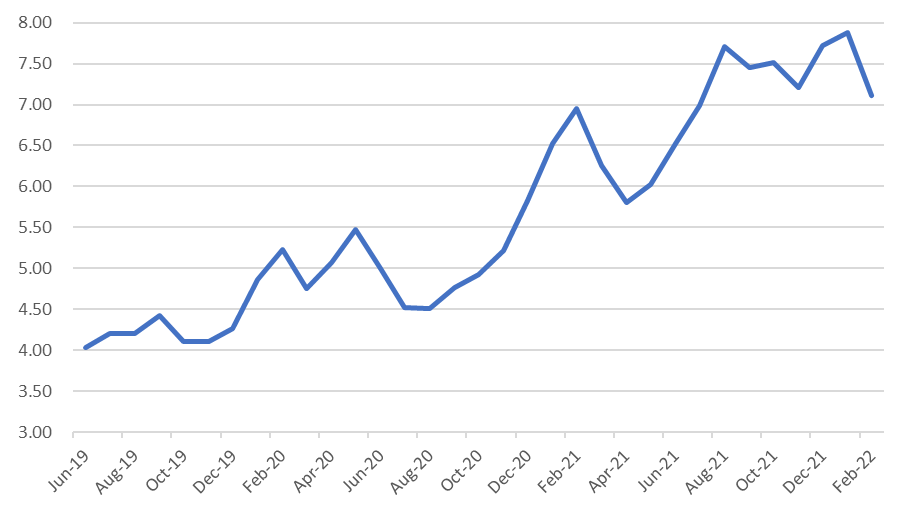 8.00
7.50
7.00
6.50
6.00
5.50
5.00
4.50
4.00
3.50
3.00
Jun-19
Aug-19
Oct-19
Dec-19
Feb-20
Apr-20
Jun-20
Aug-20
Oct-20
Dec-20
Feb-21
Apr-21
Jun-21
Aug-21
Oct-21
Dec-21
Feb-22